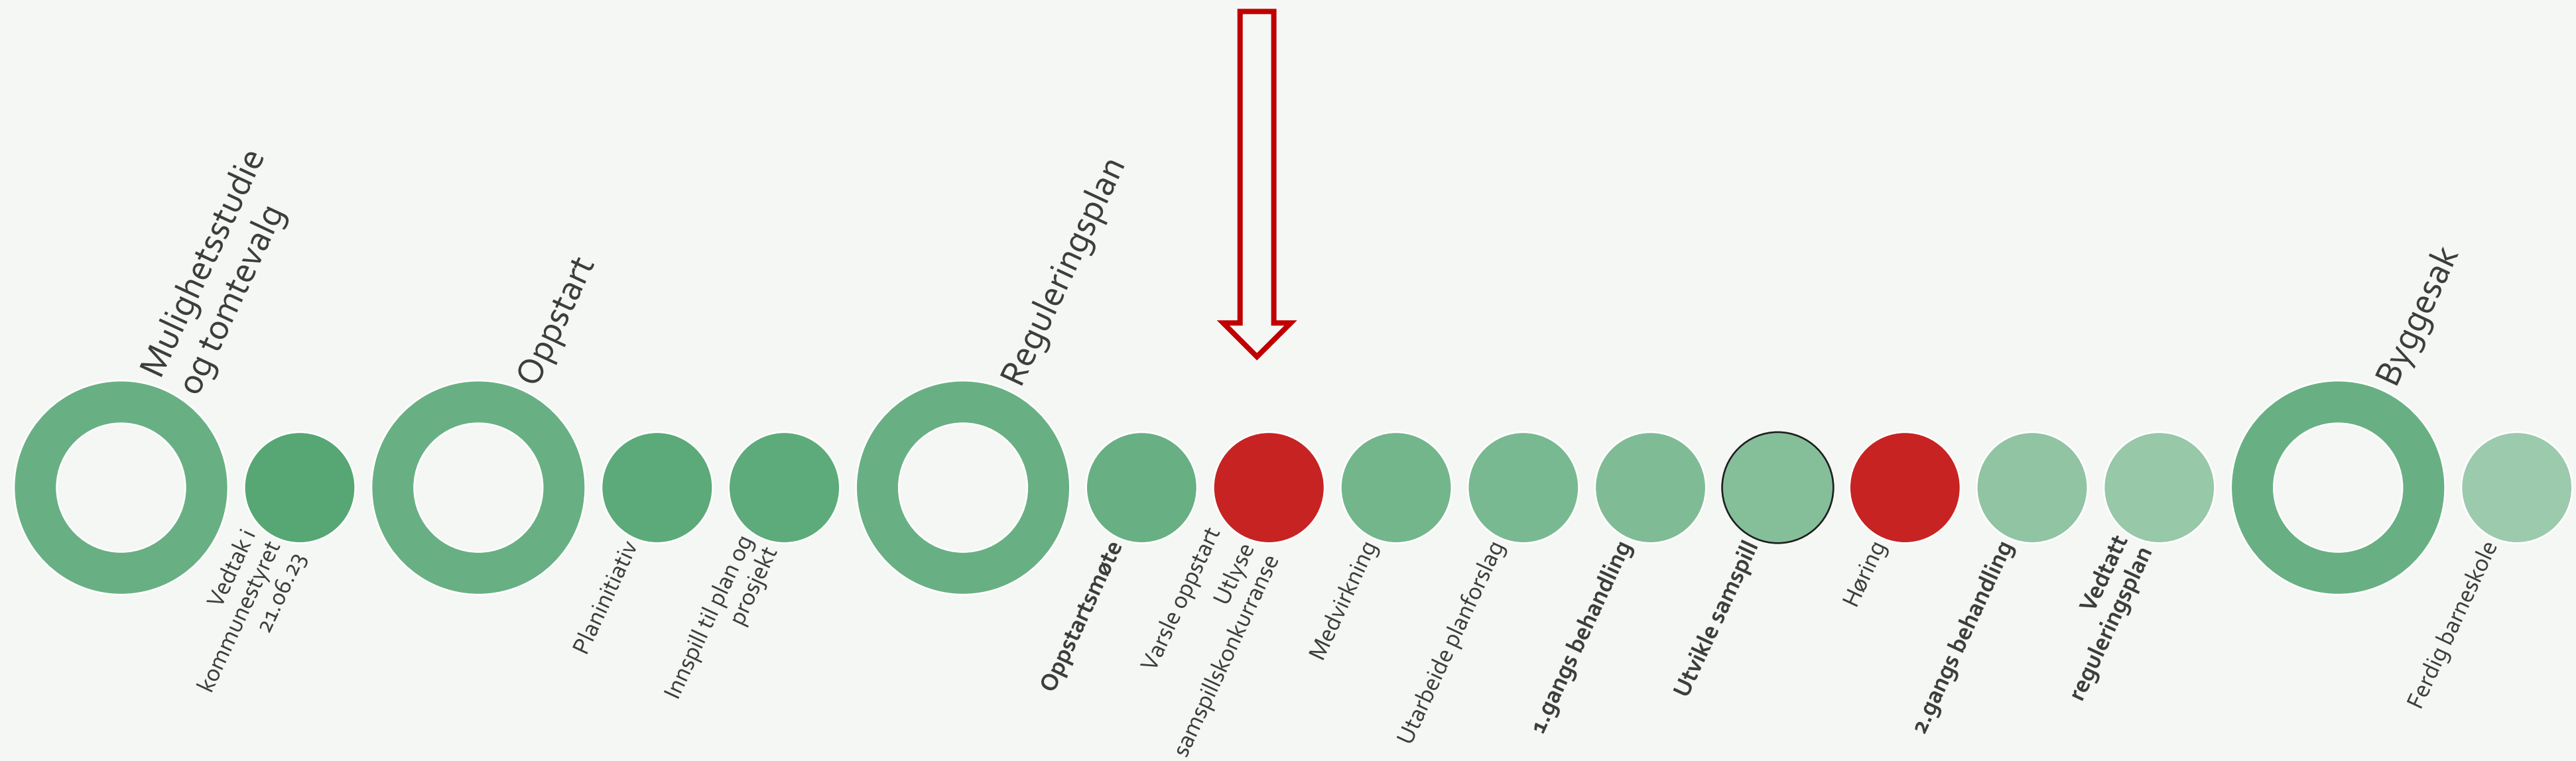 Mulighetsstudie
og tomtevalg
Vedtak i
kommunestyret
21.06.23
Oppstart
Planinitiativ
Innspill til plan og
prosjekt
Reguleringsplan
Oppstartsmøte
Varsle oppstart
Utlyse
samspillskonkurranse
Medvirkning
Utarbeide planforslag
1.gangs behandling
Utvikle samspill
Høring
2.gangs behandling
Vedtatt
reguleringsplan
Byggesak
Ferdig barneskole